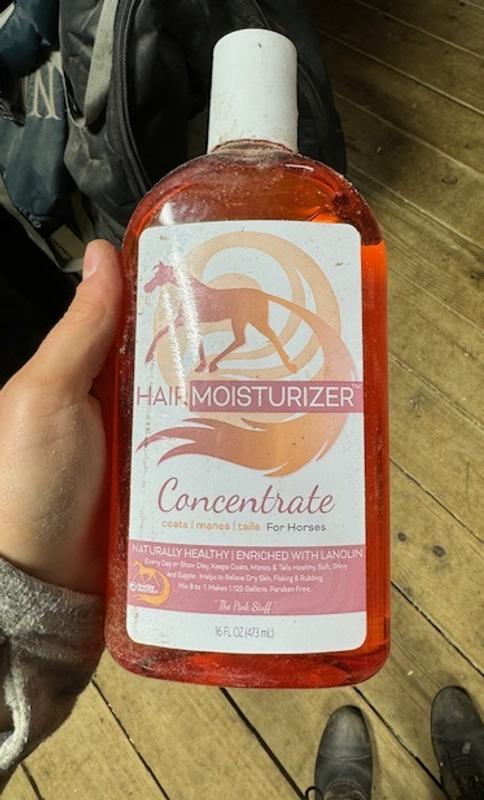 N
HAIR MOISTURIZER™
Concentrate
coats | manes | tails For Horses
NATURALLY HEALTHY | ENRICHED WITH LANOLIN
Every Day or Show Day, Keeps Coats, Manes & Tails Healthy, Soft, Shiny
and Supple. Helps to Relieve Dry Skin, Flaking & Rubbing
Mix 8 to 1. Makes 1.125 Gallons. Paraben Free.
"The Pink Stuff"
16 FL OZ (473 mL)